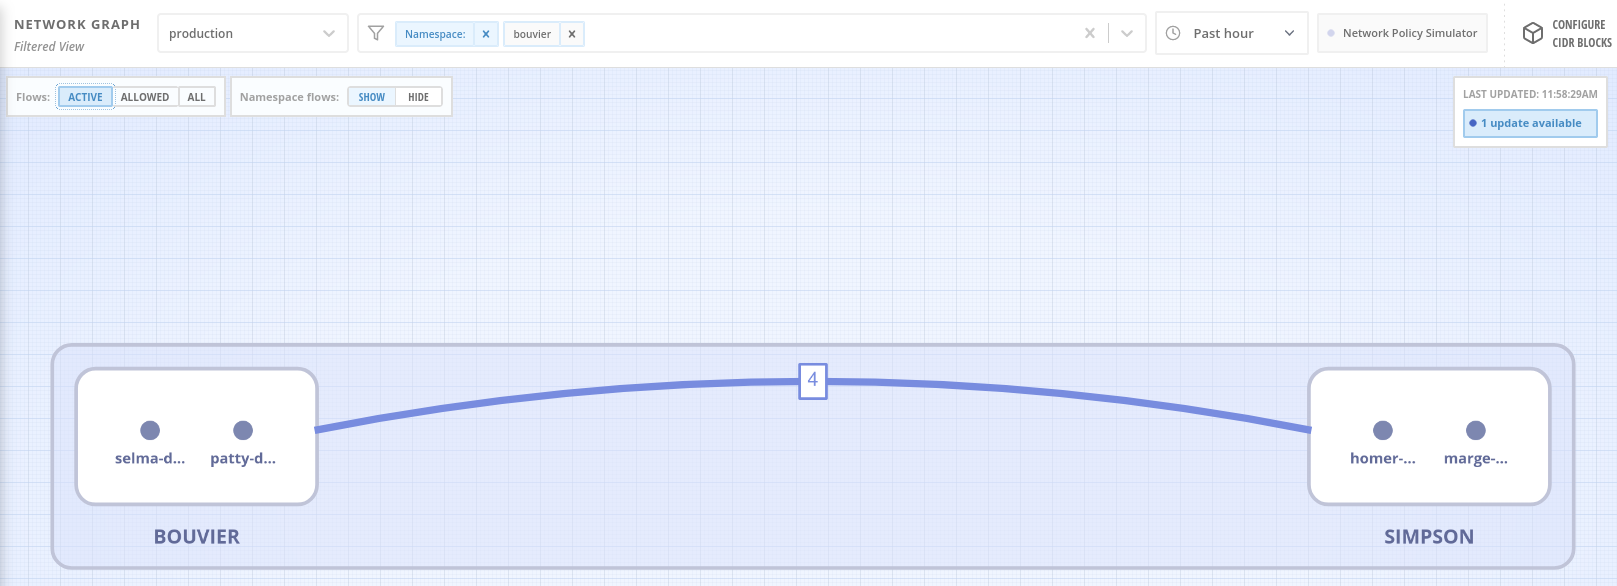 NETWORK GRAPH
Filtered View
production
Namespace:
bouvier
Past hour
Network Policy Simulator
CONFIGURE
CIDR BLOCKS
Flows: ACTIVE ALLOWED ALL
Namespace flows: SHOW HIDE
LAST UPDATED: 11:58:29AM
1 update available
4
selma-d... patty-d...
homer-... marge-...
BOUVIER
SIMPSON